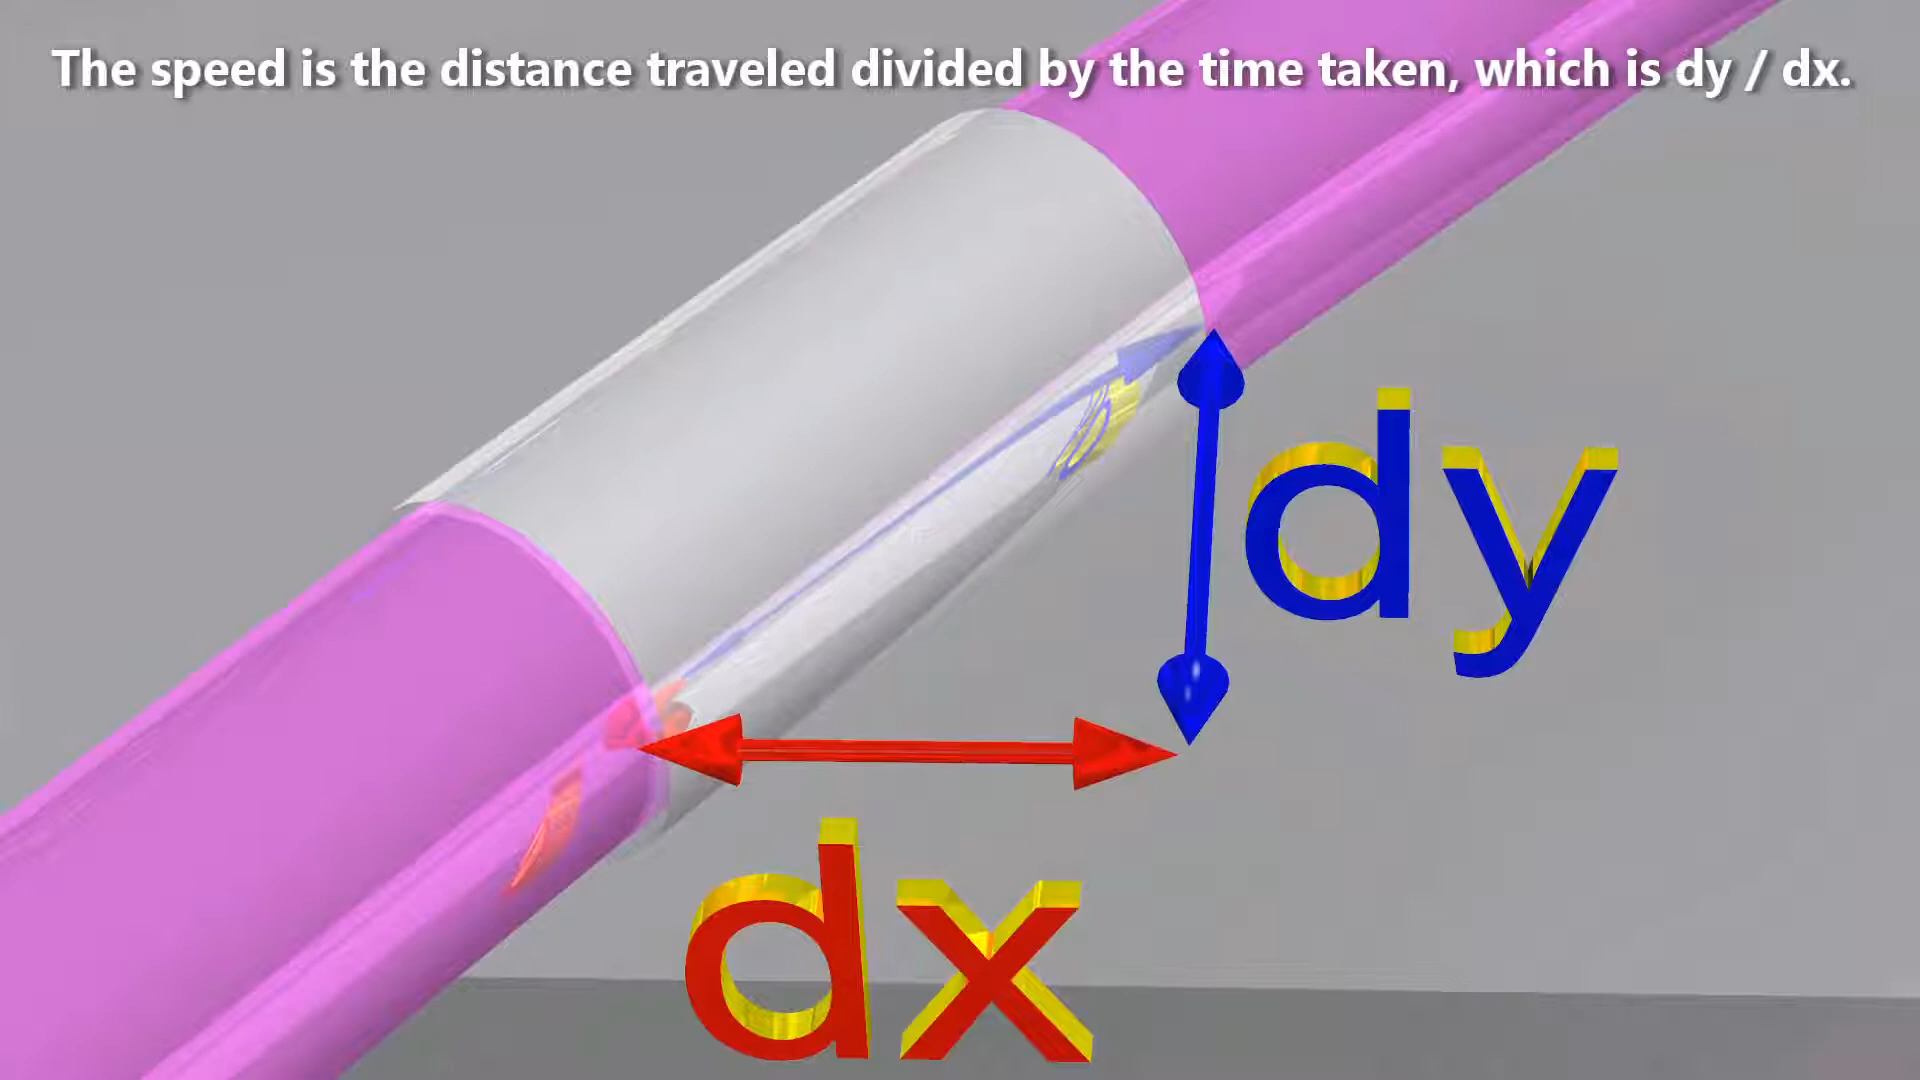 The speed is the distance traveled divided by the time taken, which is dy / dx.
dy
dx